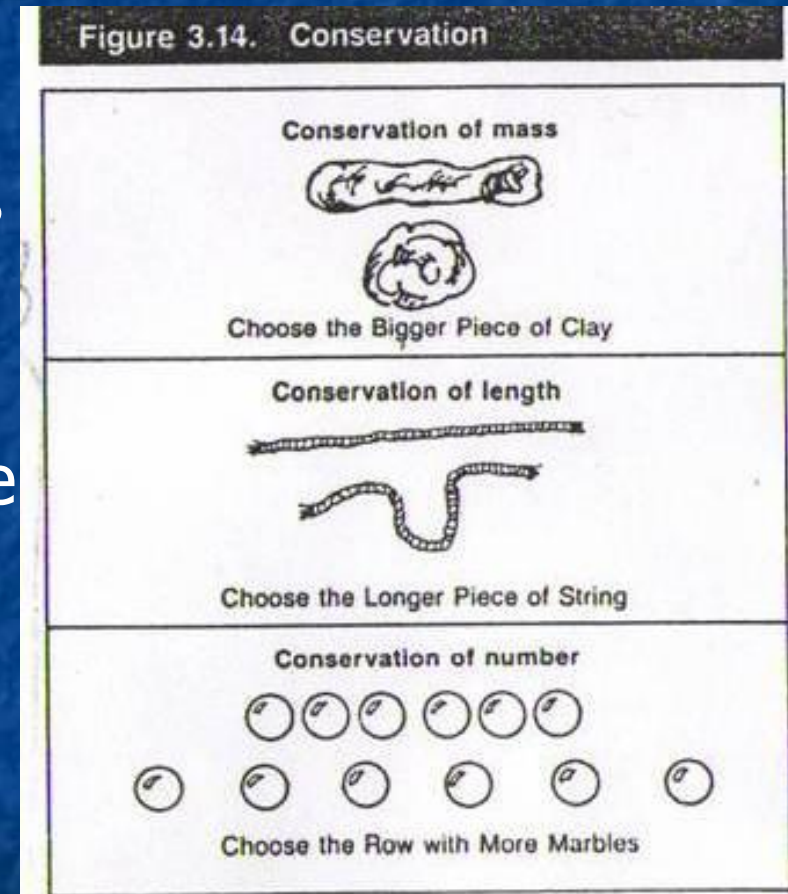 Figure 3.14. Conservation
Conservation of mass
Choose the Bigger Piece of Clay
Conservation of length
Choose the Longer Piece of String
Conservation of number
Choose the Row with More Marbles